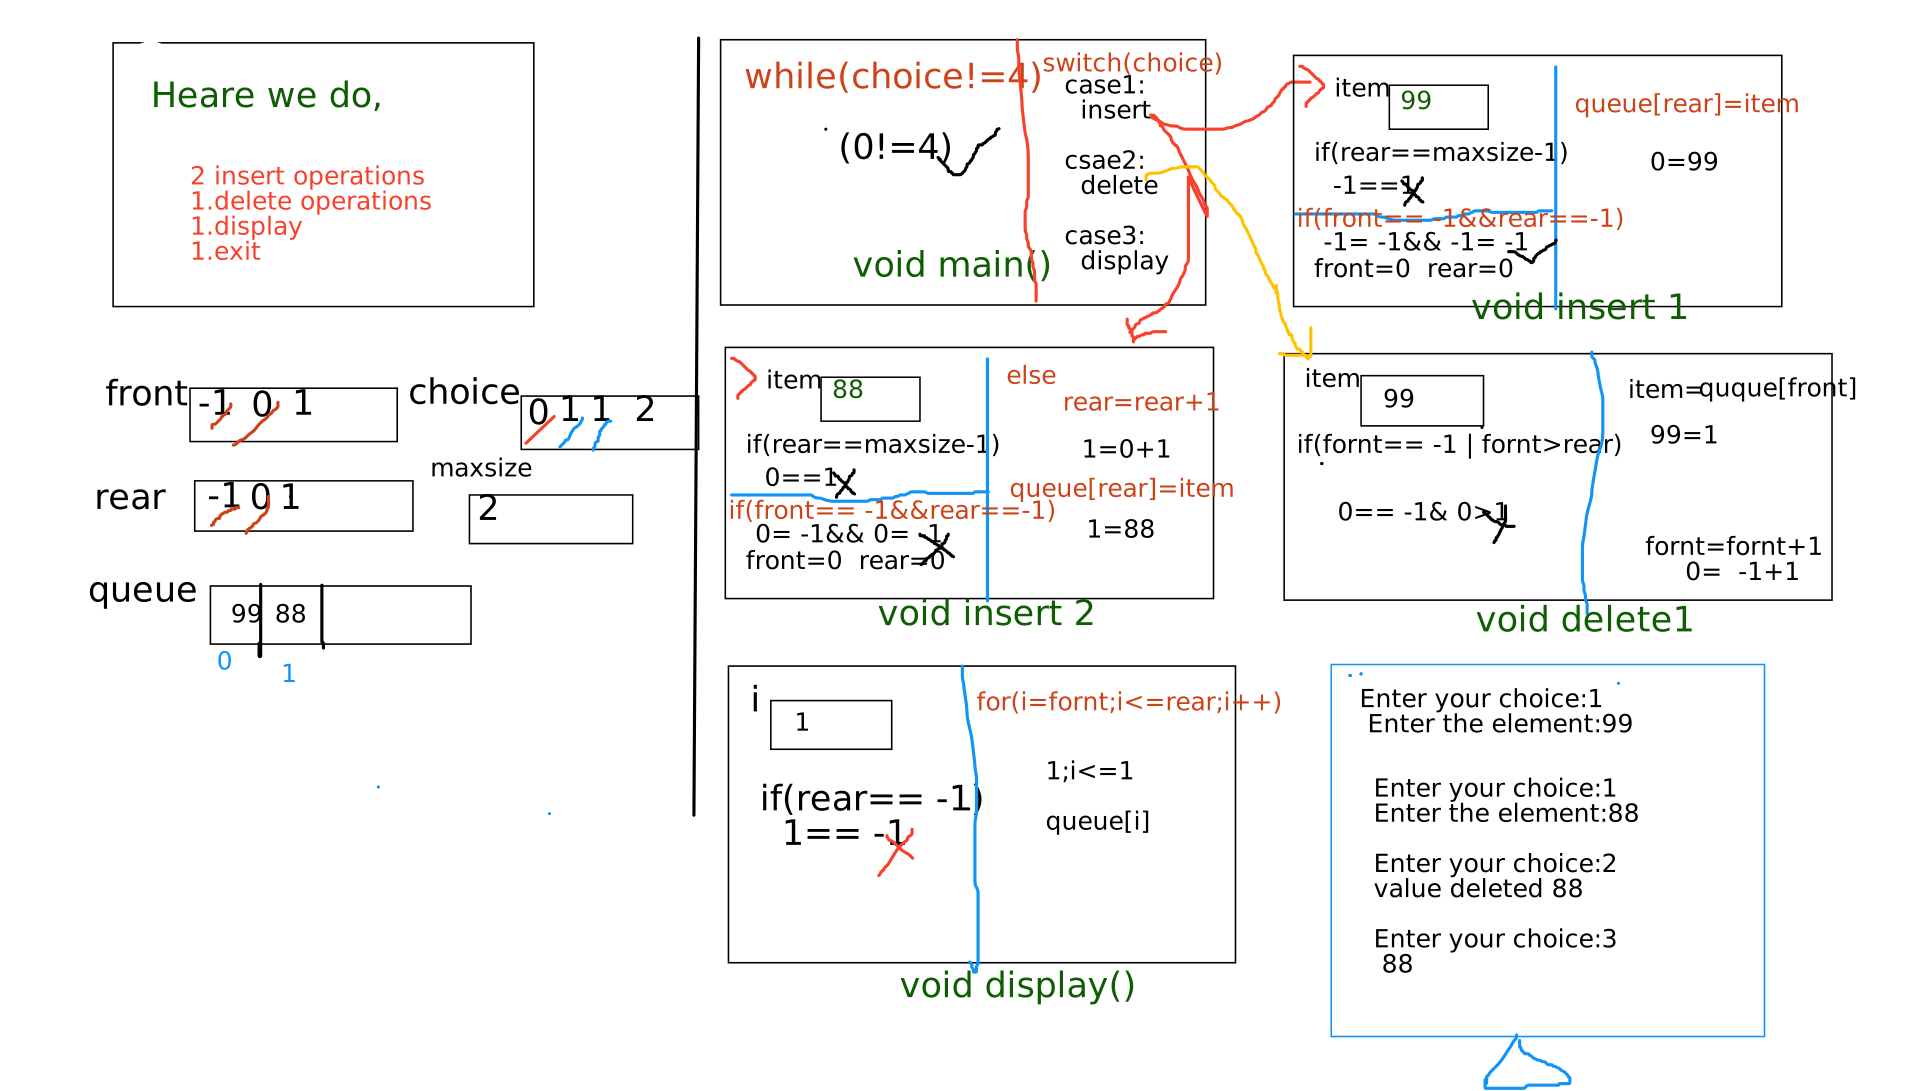 Heare we do,
2 insert operations
1.delete operations
1.display
1.exit
front
-1 0 1
choice
0 1 1 2
rear
-1 0 1
maxsize
2
queue
99 88
0
1
while(choice!=4)
(0!=4)
void main()
switch(choice)
case1:
insert
csae2:
delete
case3:
display
item
99
if(rear==maxsize-1)
-1==1
if(front== -1&&rear==-1)
-1= -1&& -1= -1
front=0 rear=0
queue[rear]=item
0=99
void insert 1
item
88
if(rear==maxsize-1)
0==1
if(front== -1&&rear==-1)
0= -1&& 0= -1
front=0 rear=0
else
rear=rear+1
1=0+1
queue[rear]=item
1=88
void insert 2
item
99
if(fornt== -1 | fornt>rear)
0== -1& 0>1
item=quque[front]
99=1
fornt=fornt+1
0= -1+1
void delete1
i
1
if(rear== -1)
1== -1
for(i=fornt;i<=rear;i++)
1;i<=1
queue[i]
void display()
Enter your choice:1
Enter the element:99
Enter your choice:1
Enter the element:88
Enter your choice:2
value deleted 88
Enter your choice:3
88